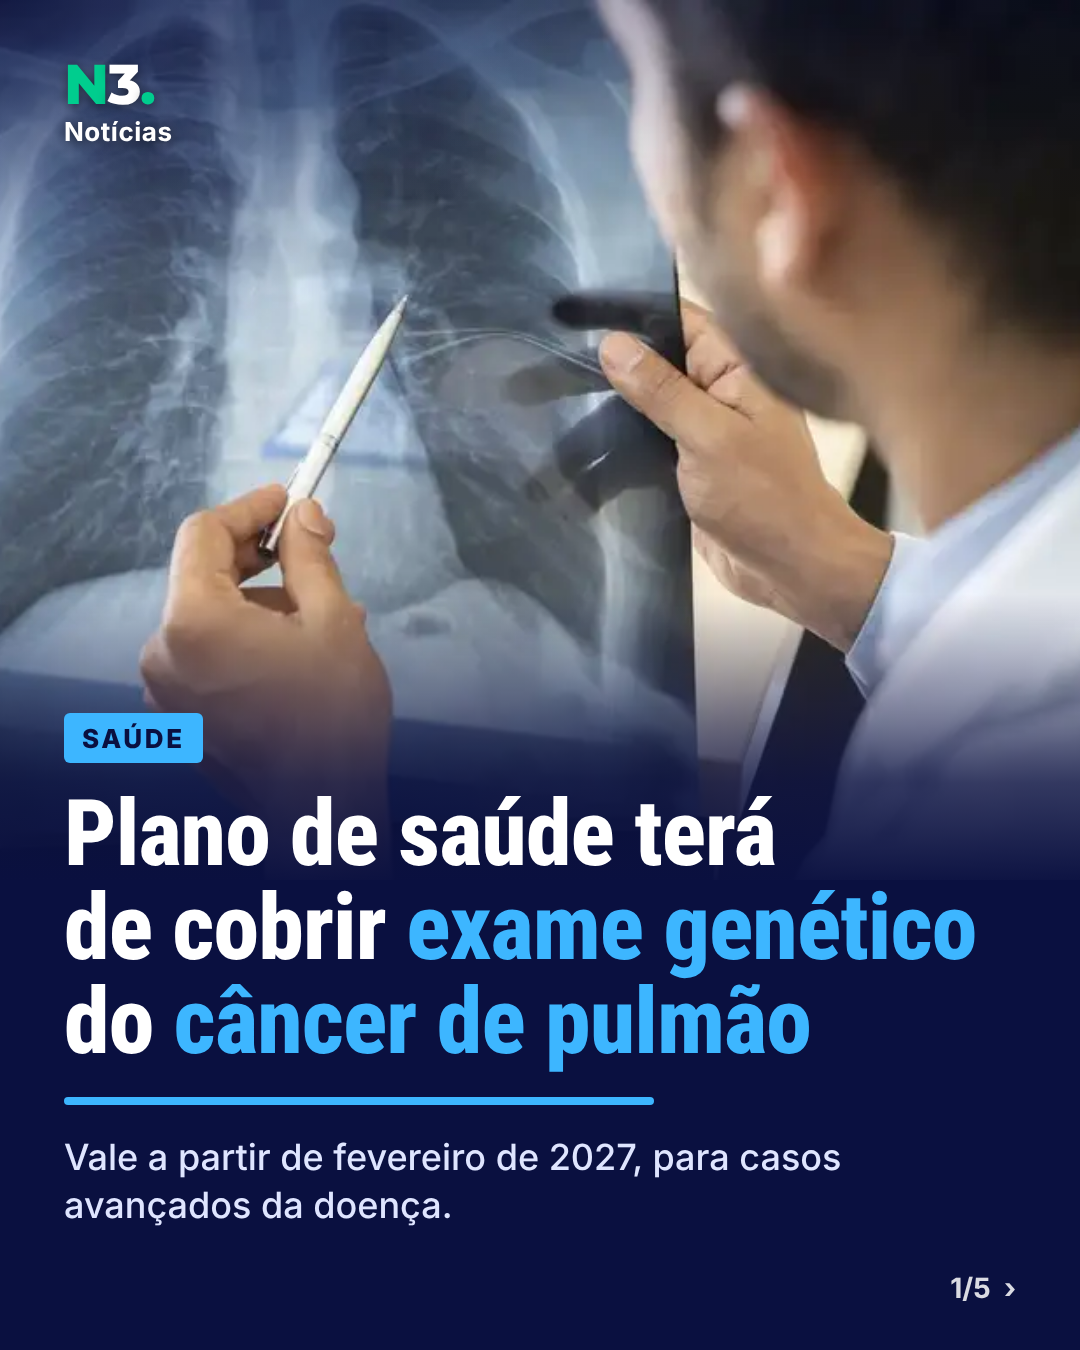 N3.
Notícias
SAÚDE
Plano de saúde terá
de cobrir exame genético
do câncer de pulmão
Vale a partir de fevereiro de 2027, para casos
avançados da doença.
1/5 ›